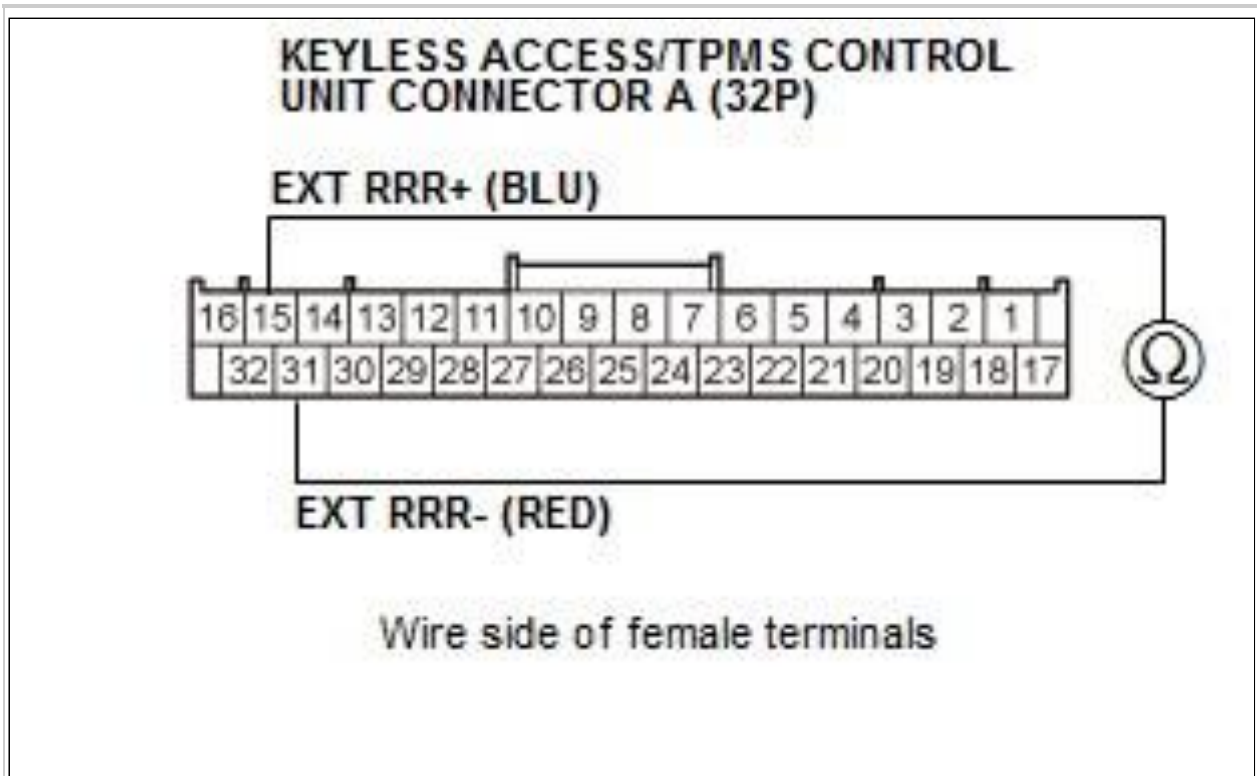 KEYLESS ACCESS/TPMS CONTROL
UNIT CONNECTOR A (32P)
EXT RRR+ (BLU)
16 15 14 13 12 11 10 9 8 7 6 5 4 3 2 1
Ω
32 31 30 29 28 27 26 25 24 23 22 21 20 19 18 17
EXT RRR- (RED)
Wire side of female terminals